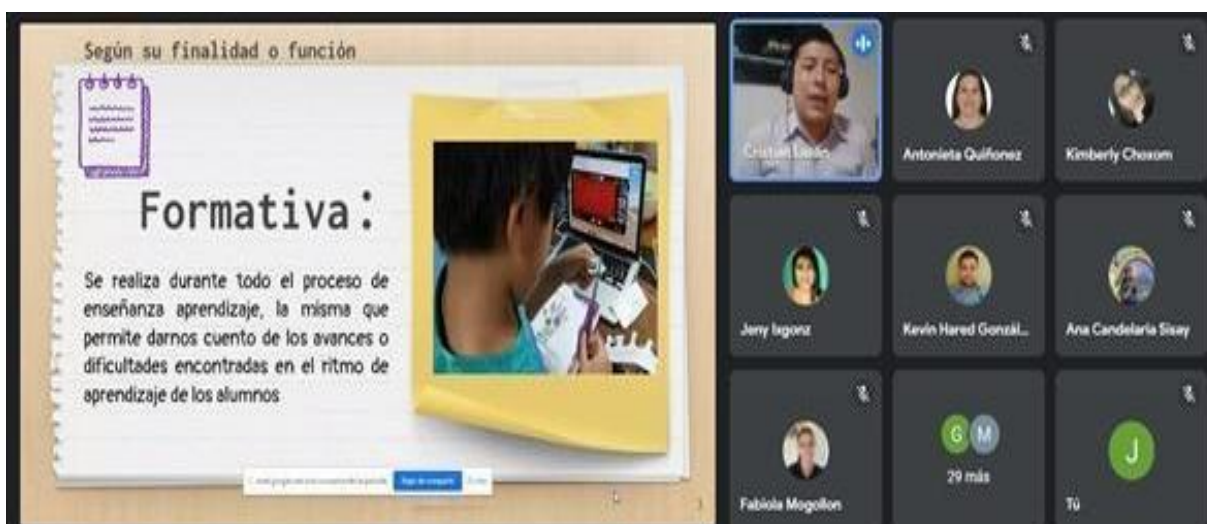 Según su finalidad o función
Formativa:
Se realiza durante todo el proceso de
enseñanza aprendizaje, la misma que
permite darnos cuento de los avances o
dificultades encontradas en el ritmo de
aprendizaje de los alumnos
Cristian
Antonieta Quiñonez
Kimberly Choxom
Jeny Ixgonz
Kevin Hared Gonzál...
Ana Candelaria Sisay
Fabiola Mogollon
G M
29 más
J
Tú